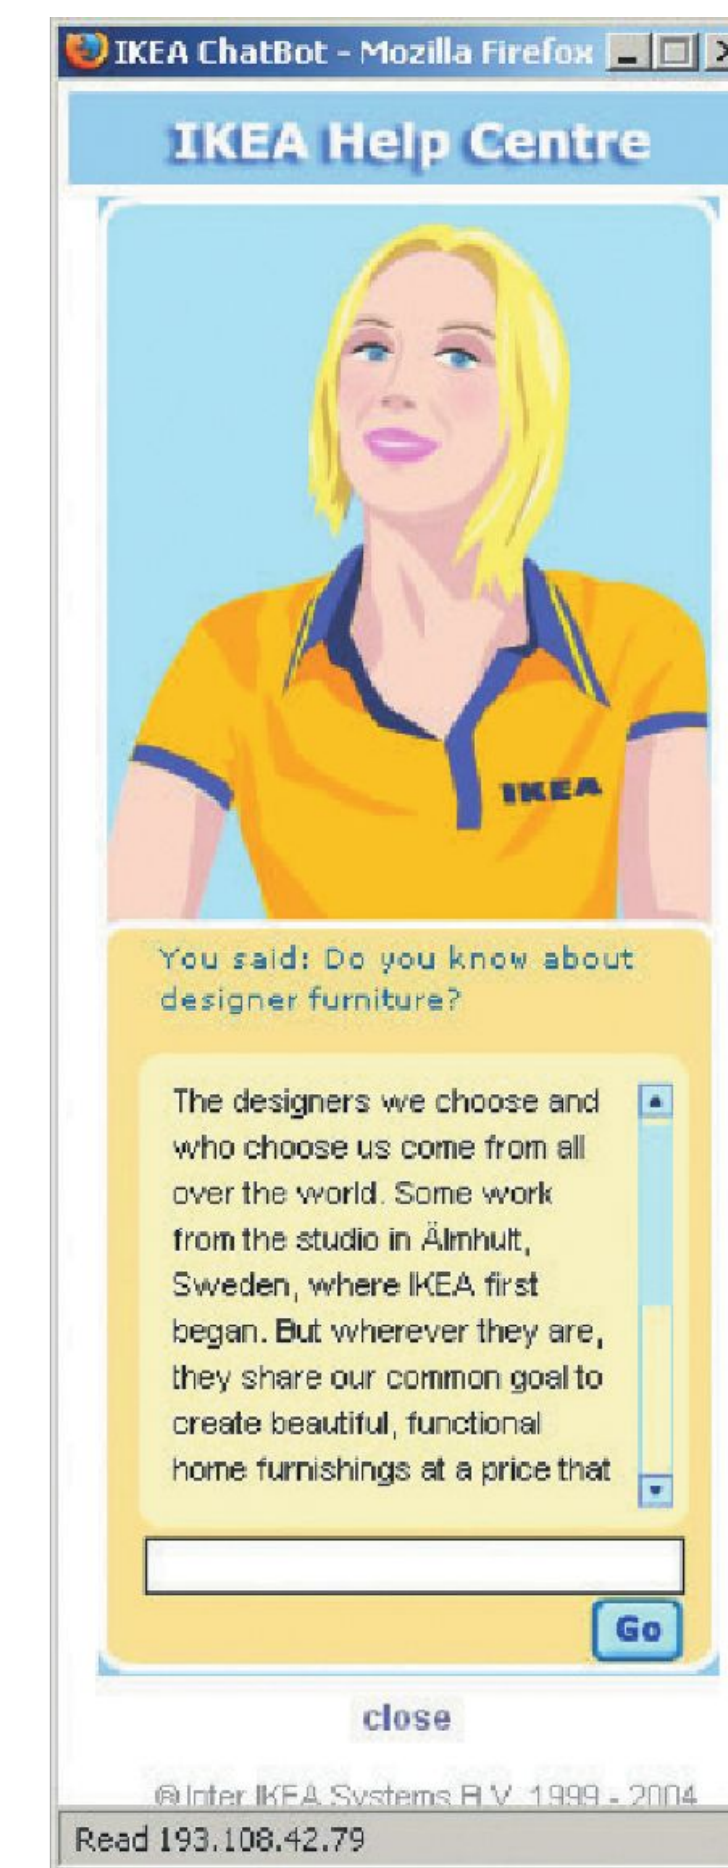 IKEA ChatBot - Mozilla Firefox
IKEA Help Centre
IKEA
You said: Do you know about
designer furniture?
The designers we choose and
who choose us come from all
over the world. Some work
from the studio in Älmhult,
Sweden, where IKEA first
began. But wherever they are,
they share our common goal to
create beautiful, functional
home furnishings at a price that
Go
close
© Inter IKEA Systems B.V. 1999 - 2004
Read 193.108.42.79